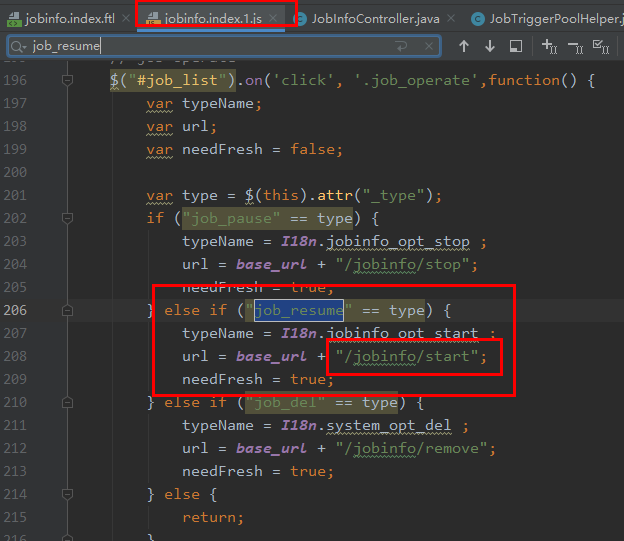 jobinfo.index.ftl × jobinfo.index.1.js × JobInfoController.java × JobTriggerPoolHelper.j
job_resume
196 $("#job_list").on('click', '.job_operate',function() {
197 var typeName;
198 var url;
199 var needFresh = false;
200
201 var type = $(this).attr("_type");
202 if ("job_pause" == type) {
203 typeName = I18n.jobinfo_opt_stop ;
204 url = base_url + "/jobinfo/stop";
205 needFresh = true;
206 } else if ("job_resume" == type) {
207 typeName = I18n.jobinfo_opt_start ;
208 url = base_url + "/jobinfo/start";
209 needFresh = true;
210 } else if ("job_del" == type) {
211 typeName = I18n.system_opt_del ;
212 url = base_url + "/jobinfo/remove";
213 needFresh = true;
214 } else {
215 return;
216 }